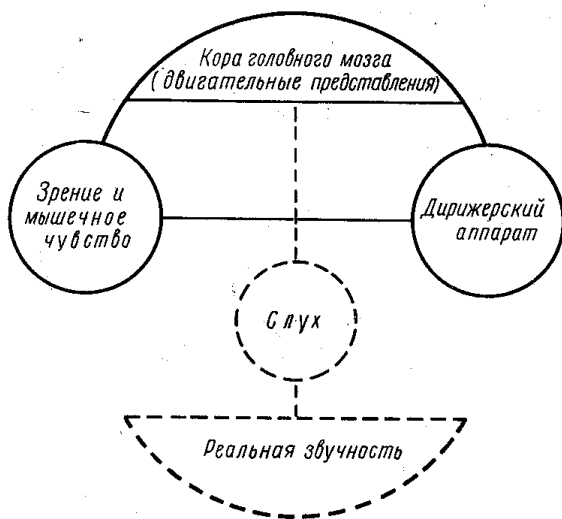 Кора головного мозга
(двигательные представления)
Зрение и
мышечное
чувство
Дирижерский
аппарат
Слух
Реальная звучность